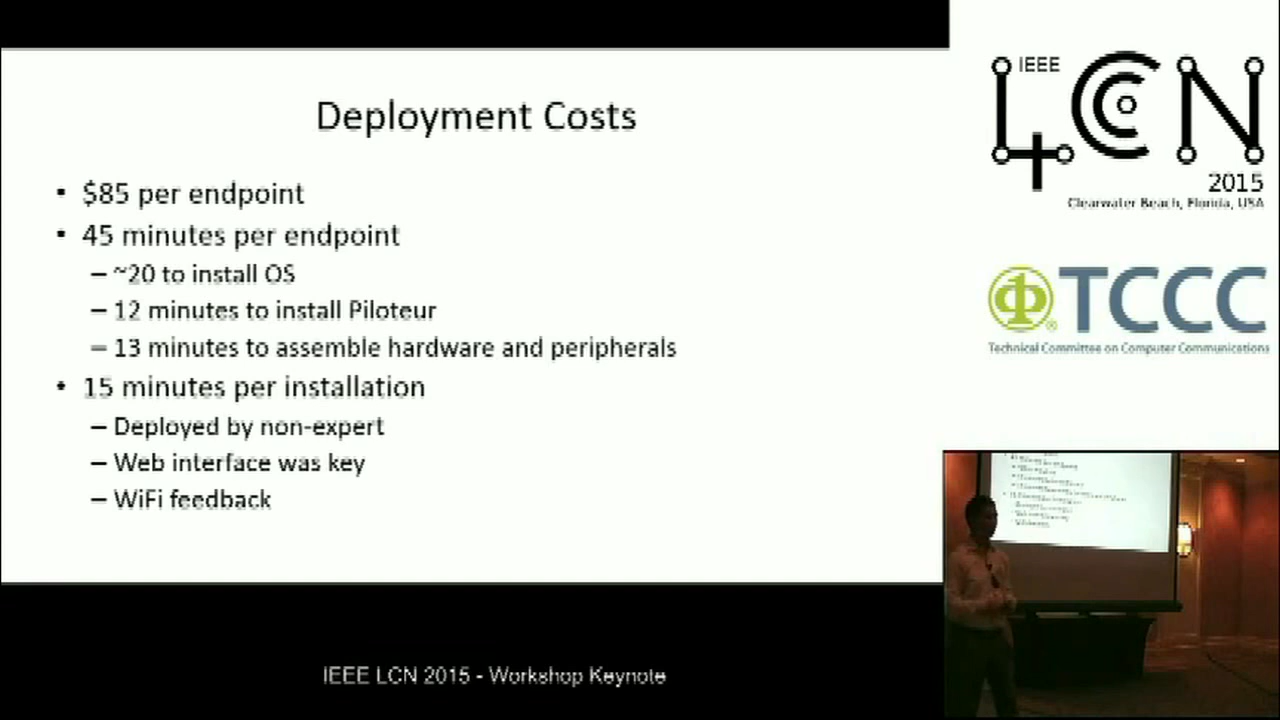 Deployment Costs
• $85 per endpoint
• 45 minutes per endpoint
– ~20 to install OS
– 12 minutes to install Piloteur
– 13 minutes to assemble hardware and peripherals
• 15 minutes per installation
– Deployed by non-expert
– Web interface was key
– WiFi feedback
IEEE
LCN
2015
Clearwater Beach, Florida, USA
TCCC
Technical Committee on Computer Communications
IEEE LCN 2015 - Workshop Keynote